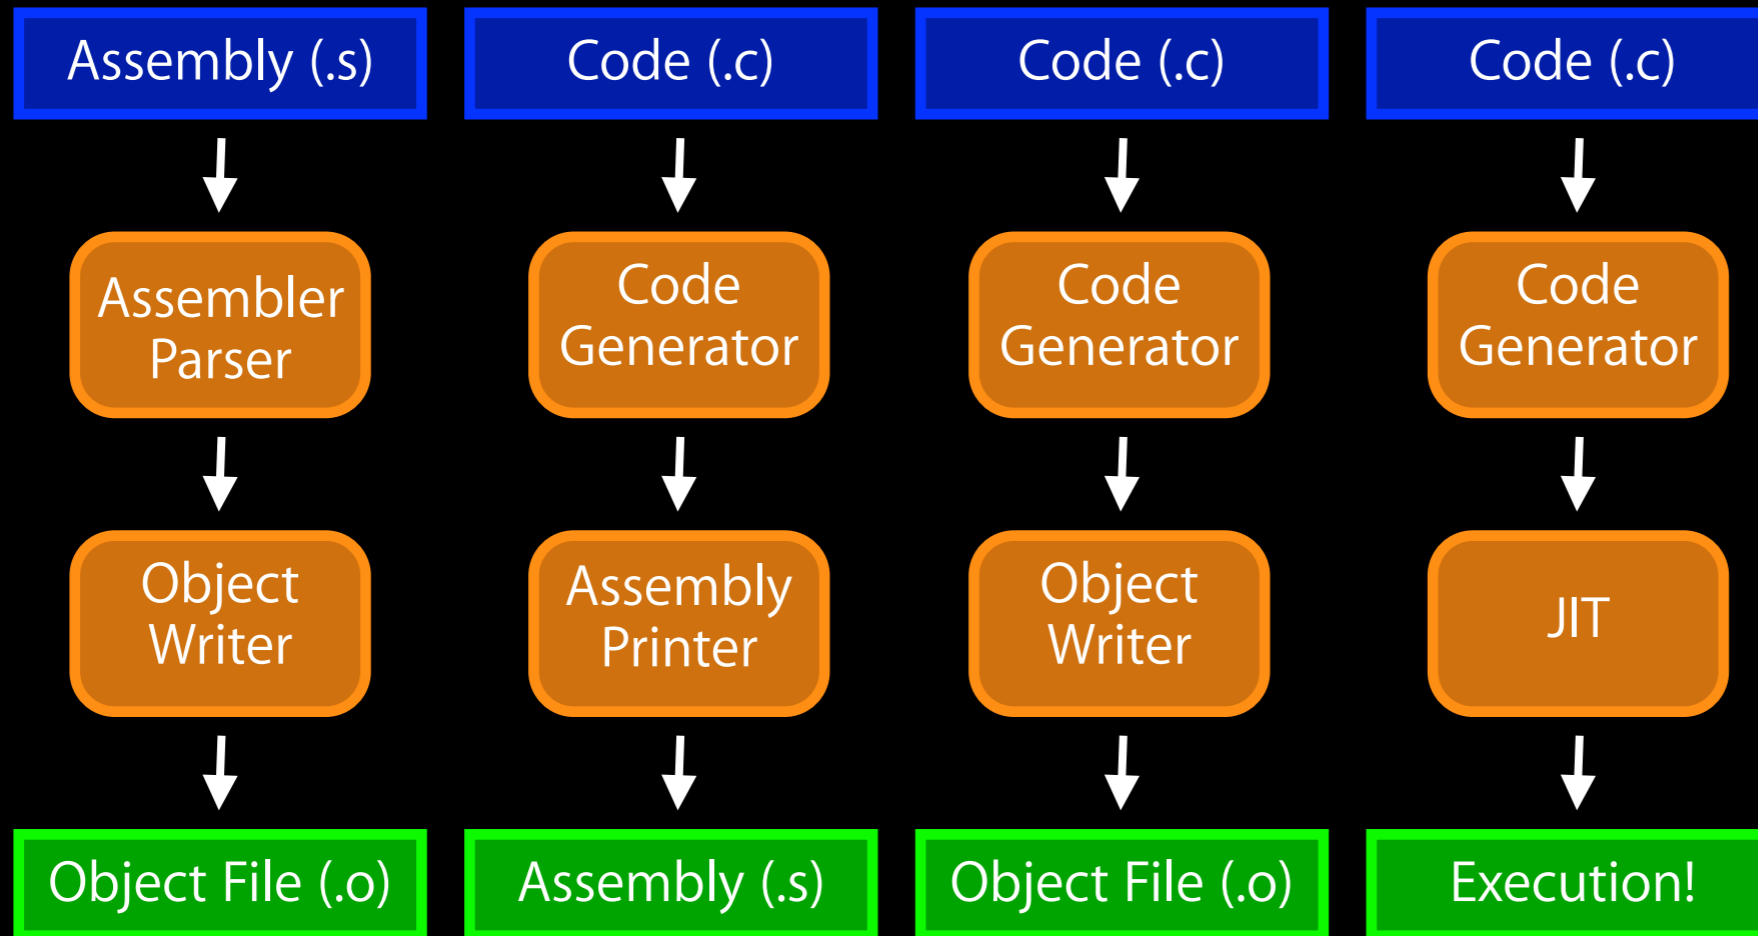 Assembly (.s)
Code (.c)
Code (.c)
Code (.c)
Assembler
Parser
Code
Generator
Code
Generator
Code
Generator
Object
Writer
Assembly
Printer
Object
Writer
JIT
Object File (.o)
Assembly (.s)
Object File (.o)
Execution!